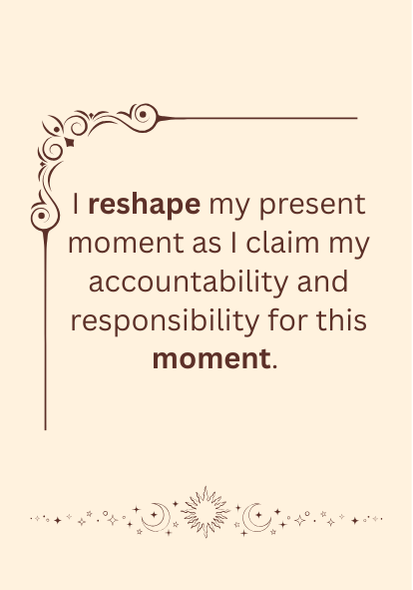 I reshape my present
moment as I claim my
accountability and
responsibility for this
moment.